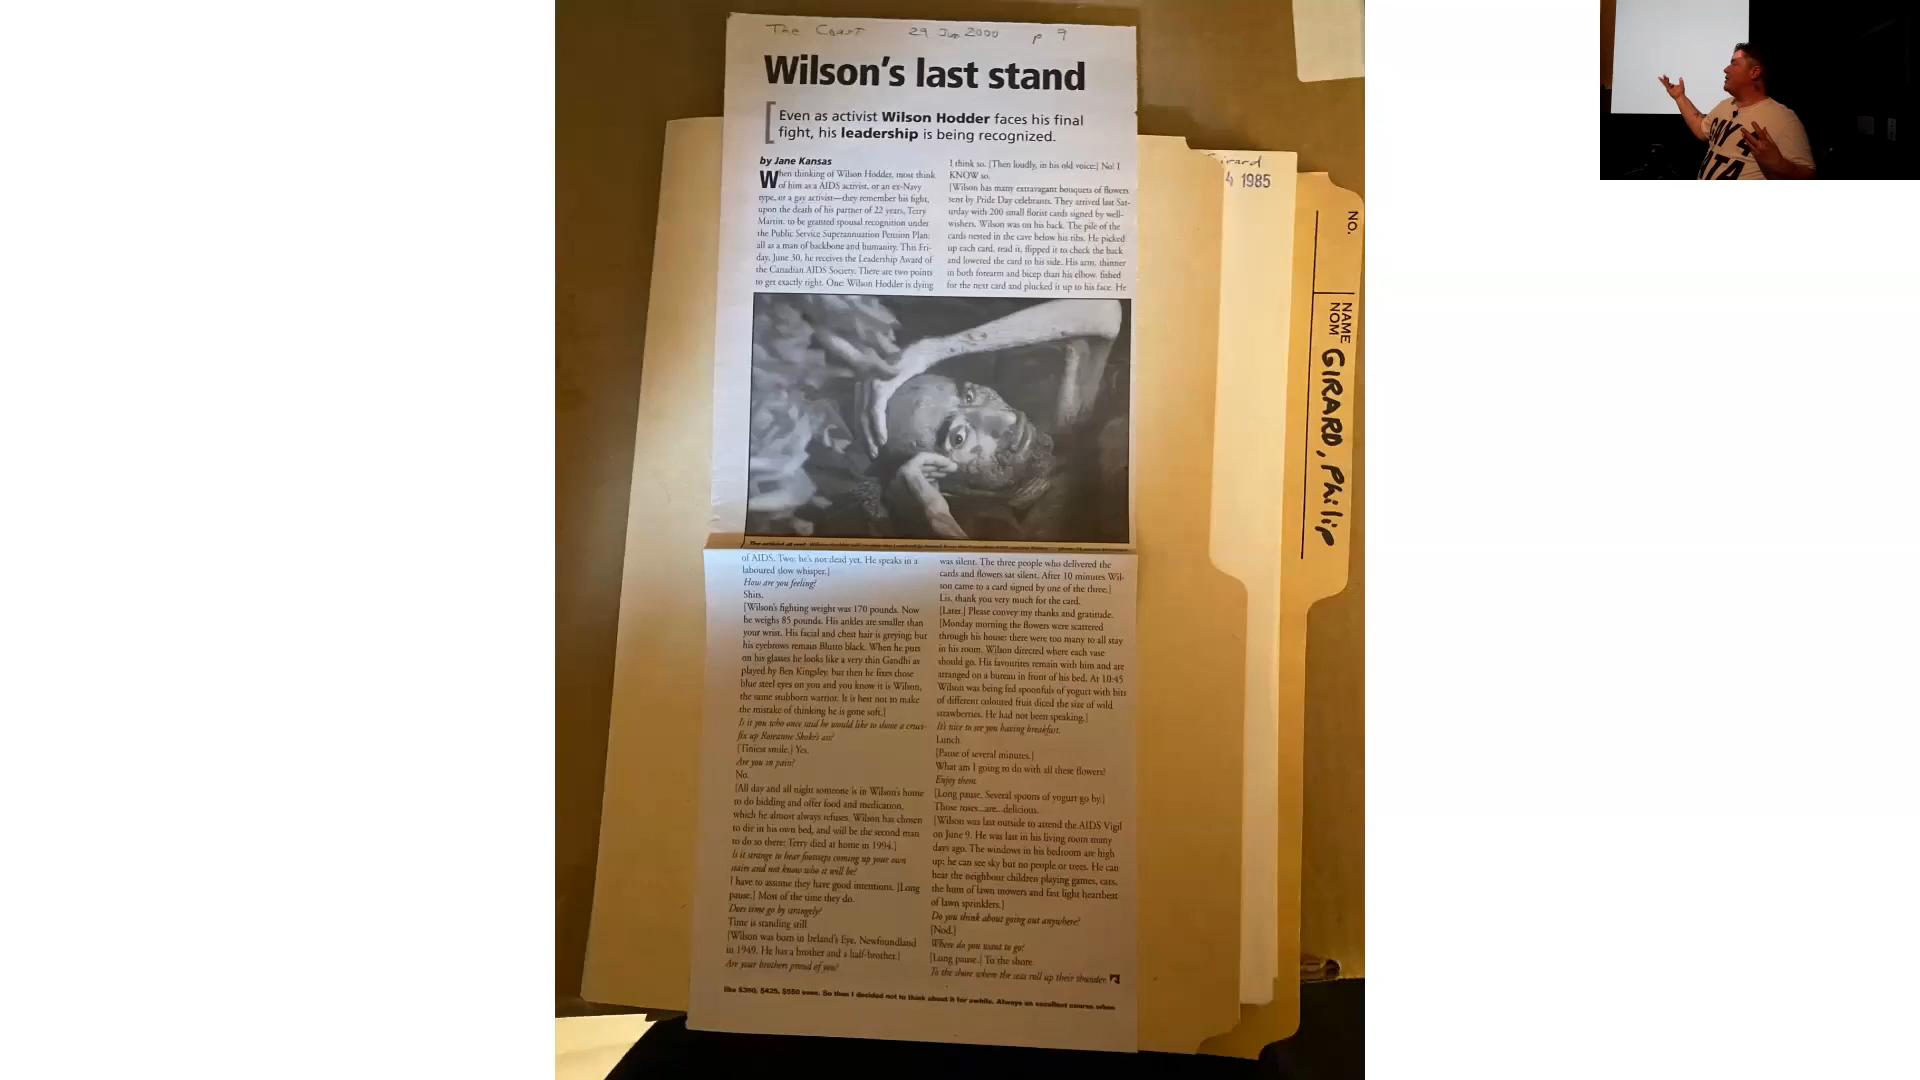 The Coast 29 Jun 2000 p 9
Wilson's last stand
Even as activist Wilson Hodder faces his final
fight, his leadership is being recognized.
by Jane Kansas
When thinking of Wilson Hodder, most think
of him as a AIDS activist, or an ex-Navy
type, or a gay activist—they remember his fight,
upon the death of his partner of 22 years, Terry
Martin, to be granted spousal recognition under
the Public Service Superannuation Pension Plan;
all as a man of backbone and humanity. This Fri-
day, June 30, he receives the Leadership Award of
the Canadian AIDS Society. There are two points
to get exactly right. One: Wilson Hodder is dying
of AIDS. Two: he's not dead yet. He speaks in a
laboured slow whisper.]
How are you feeling?
Shits.
[Wilson's fighting weight was 170 pounds. Now
he weighs 85 pounds. His ankles are smaller than
your wrist. His facial and chest hair is greying; but
his eyebrows remain Blutto black. When he puts
on his glasses he looks like a very thin Gandhi as
played by Ben Kingsley, but then he fixes those
blue steel eyes on you and you know it is Wilson,
the same stubborn warrior. It is best not to make
the mistake of thinking he is gone soft.]
Is it you who once said he would like to shove a cruci-
fix up Roseanne Skoke's ass?
[Tiniest smile.] Yes.
Are you in pain?
No.
[All day and all night someone is in Wilson's home
to do bidding and offer food and medication,
which he almost always refuses. Wilson has chosen
to die in his own bed, and will be the second man
to do so there; Terry died at home in 1994.]
Is it strange to hear footsteps coming up your own
stairs and not know who it will be?
I have to assume they have good intentions. [Long
pause.] Most of the time they do.
Does time go by strangely?
Time is standing still.
[Wilson was born in Ireland's Eye, Newfoundland
in 1949. He has a brother and a half-brother.]
Are your brothers proud of you?
I think so. [Then loudly, in his old voice:] No! I
KNOW so.
[Wilson has many extravagant bouquets of flowers
sent by Pride Day celebrants. They arrived last Sat-
urday with 200 small florist cards signed by well-
wishers. Wilson was on his back. The pile of the
cards nested in the cave below his ribs. He picked
up each card, read it, flipped it to check the back
and lowered the card to his side. His arm, thinner
in both forearm and bicep than his elbow, fished
for the next card and plucked it up to his face. He
was silent. The three people who delivered the
cards and flowers sat silent. After 10 minutes Wil-
son came to a card signed by one of the three.]
Lis, thank you very much for the card.
[Later.] Please convey my thanks and gratitude.
[Monday morning the flowers were scattered
through his house; there were too many to all stay
in his room. Wilson directed where each vase
should go. His favourites remain with him and are
arranged on a bureau in front of his bed. At 10:45
Wilson was being fed spoonfuls of yogurt with bits
of different coloured fruit diced the size of wild
strawberries. He had not been speaking.]
It's nice to see you having breakfast.
Lunch.
[Pause of several minutes.]
What am I going to do with all these flowers?
Enjoy them.
[Long pause. Several spoons of yogurt go by.]
Those roses...are...delicious.
[Wilson was last outside to attend the AIDS Vigil
on June 9. He was last in his living room many
days ago. The windows in his bedroom are high
up; he can see sky but no people or trees. He can
hear the neighbour children playing games, cats,
the hum of lawn mowers and fast light heartbeat
of lawn sprinklers.]
Do you think about going out anywhere?
[Nod.]
Where do you want to go?
[Long pause.] To the shore.
To the shore where the seas roll up their thunder.
like $360, $425, $550 even. So then I decided not to think about it for awhile. Always an excellent course when
Girard
4 1985
NO.
NAME
NOM
GIRARD, Philip
GAY 4